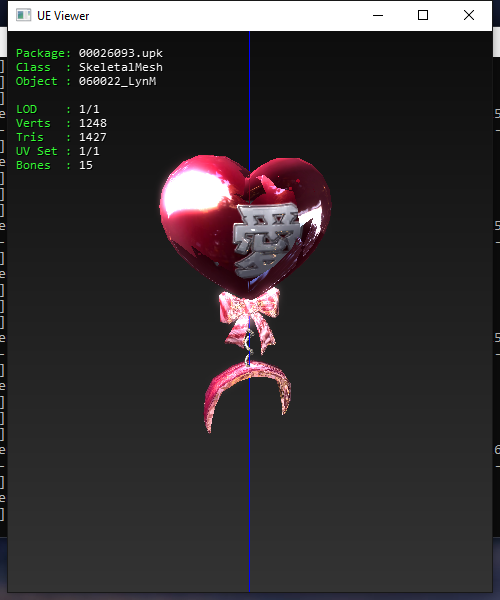 UE Viewer
Package: 00026093.upk
Class : SkeletalMesh
Object : 060022_LynM
LOD : 1/1
Verts : 1248
Tris : 1427
UV Set : 1/1
Bones : 15
愛